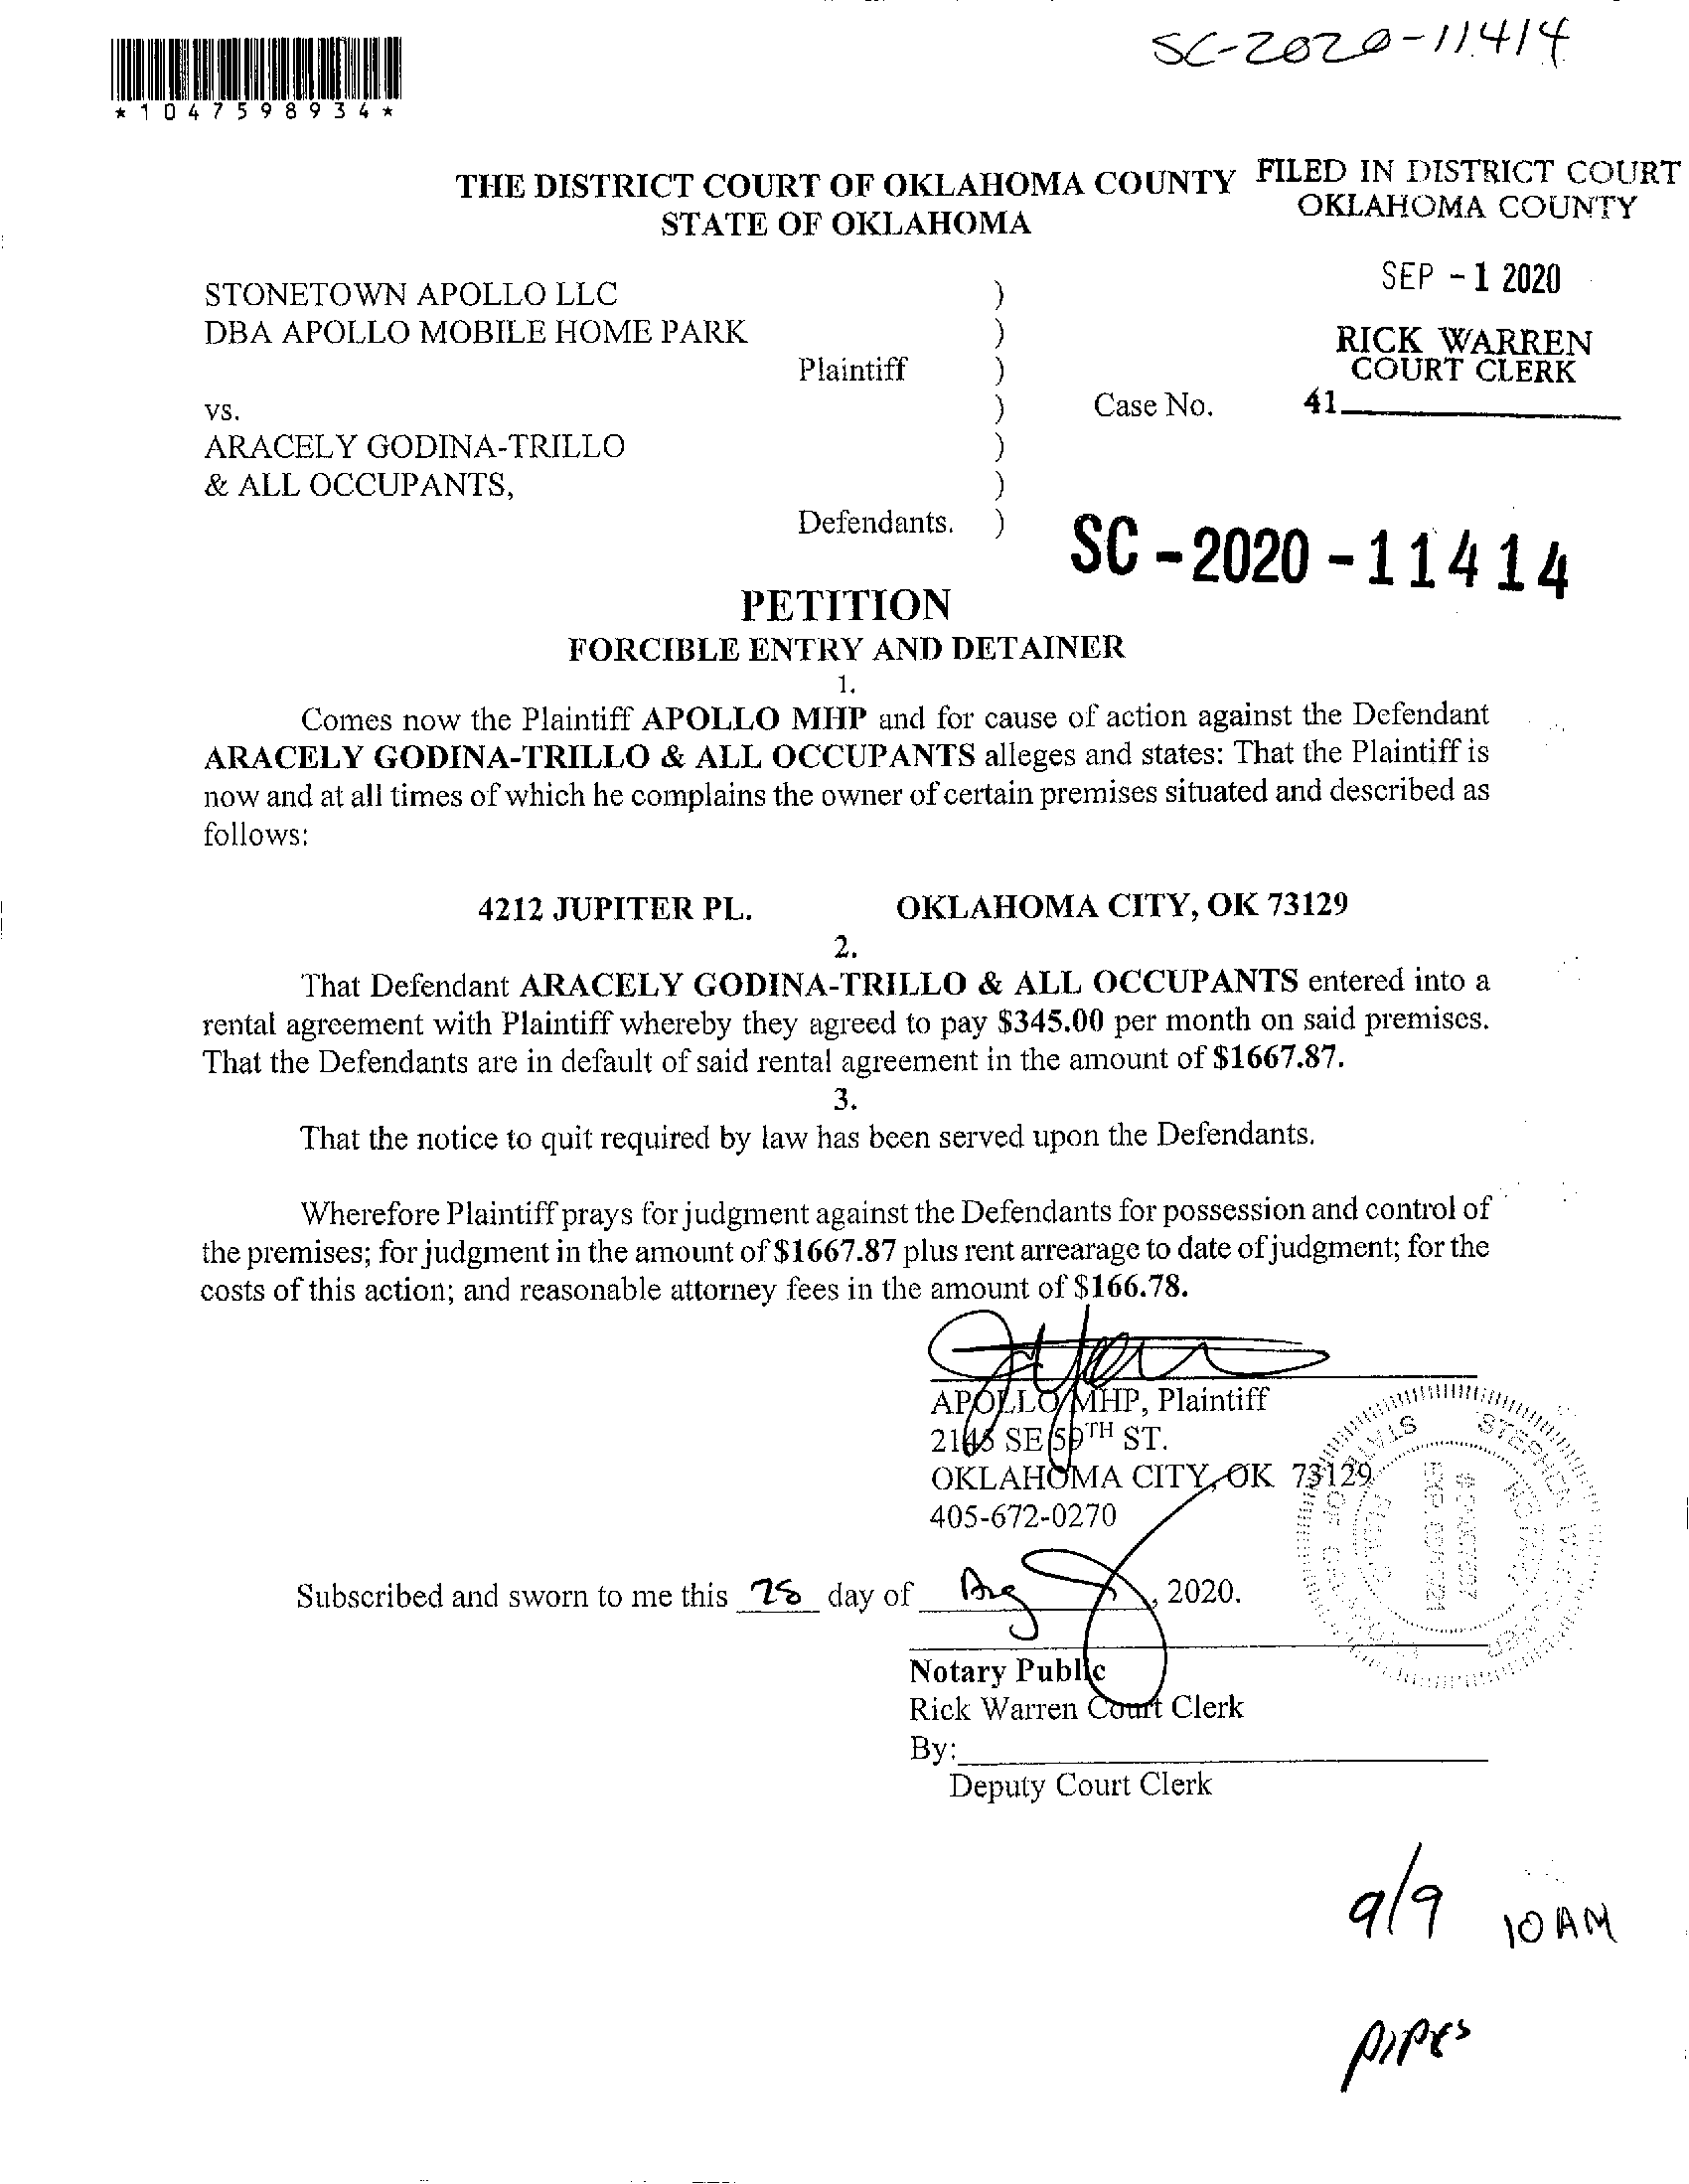 SC-2020-11414
*1047598934*
THE DISTRICT COURT OF OKLAHOMA COUNTY
STATE OF OKLAHOMA
FILED IN DISTRICT COURT
OKLAHOMA COUNTY
SEP - 1 2020
RICK WARREN
COURT CLERK
41
STONETOWN APOLLO LLC )
DBA APOLLO MOBILE HOME PARK )
Plaintiff )
vs. ) Case No.
ARACELY GODINA-TRILLO )
& ALL OCCUPANTS, )
Defendants. )
SC - 2020 - 11414
PETITION
FORCIBLE ENTRY AND DETAINER
1.
Comes now the Plaintiff APOLLO MHP and for cause of action against the Defendant
ARACELY GODINA-TRILLO & ALL OCCUPANTS alleges and states: That the Plaintiff is
now and at all times of which he complains the owner of certain premises situated and described as
follows:
4212 JUPITER PL. OKLAHOMA CITY, OK 73129
2.
That Defendant ARACELY GODINA-TRILLO & ALL OCCUPANTS entered into a
rental agreement with Plaintiff whereby they agreed to pay $345.00 per month on said premises.
That the Defendants are in default of said rental agreement in the amount of $1667.87.
3.
That the notice to quit required by law has been served upon the Defendants.
Wherefore Plaintiff prays for judgment against the Defendants for possession and control of
the premises; for judgment in the amount of $1667.87 plus rent arrearage to date of judgment; for the
costs of this action; and reasonable attorney fees in the amount of $166.78.
APOLLO MHP, Plaintiff
SE 59TH ST.
OKLAHOMA CITY, OK 73129
405-672-0270
Subscribed and sworn to me this 28 day of Aug, 2020.
Notary Public
Rick Warren Court Clerk
By:
Deputy Court Clerk
9/9 10 AM
PIPES